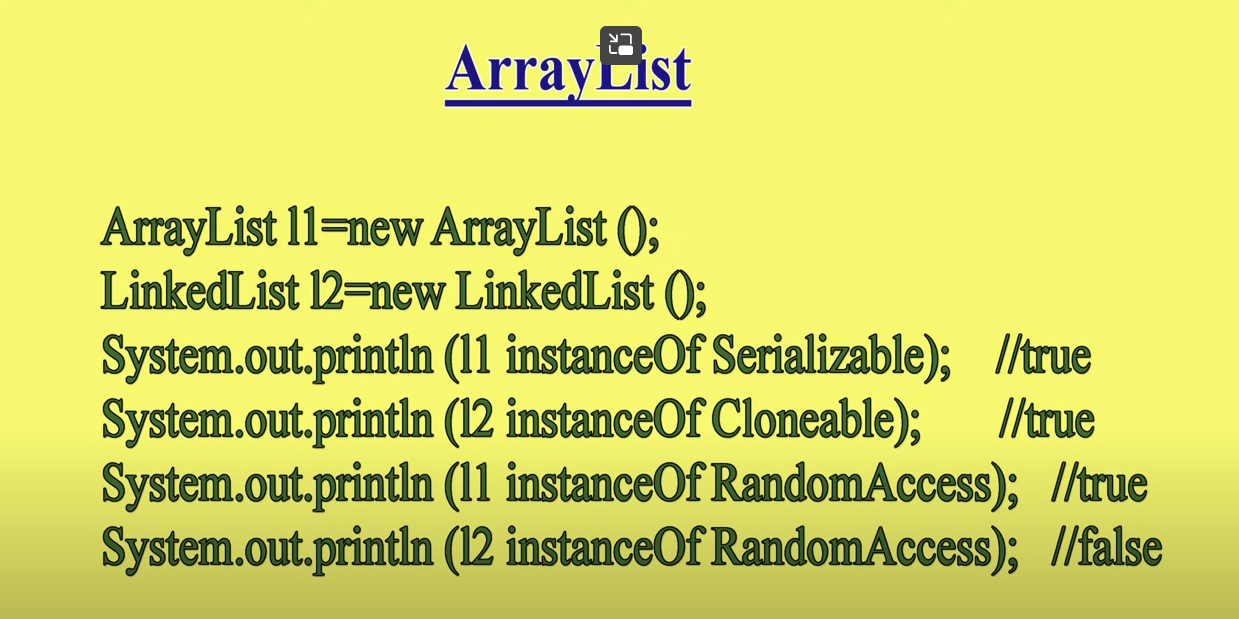 ArrayList
ArrayList l1=new ArrayList ();
LinkedList l2=new LinkedList ();
System.out.println (l1 instanceOf Serializable); //true
System.out.println (l2 instanceOf Cloneable); //true
System.out.println (l1 instanceOf RandomAccess); //true
System.out.println (l2 instanceOf RandomAccess); //false